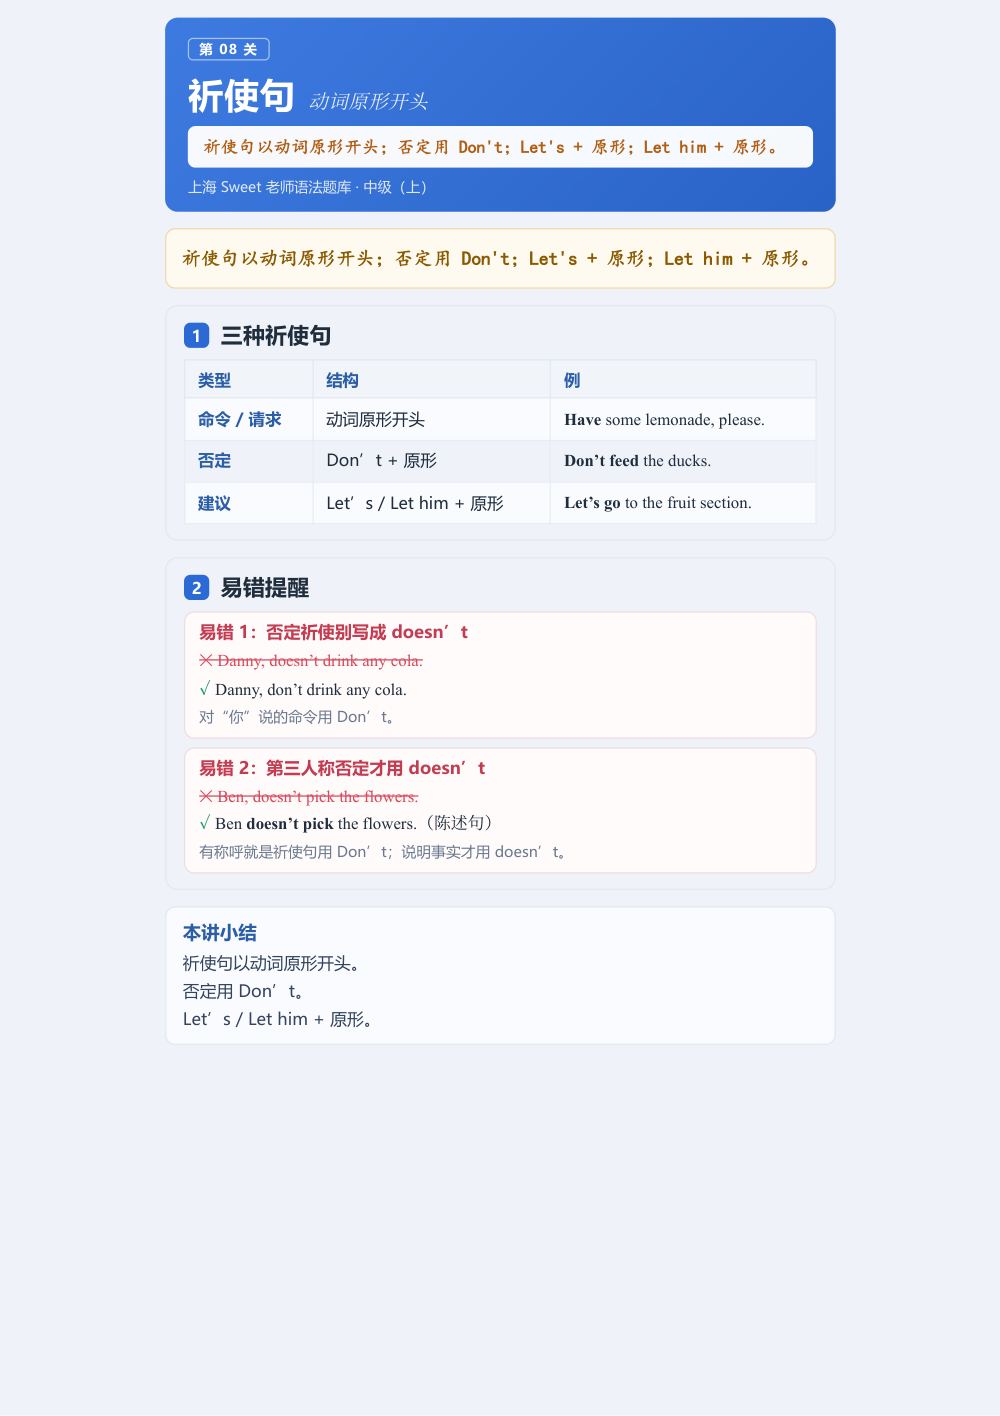 第 08 关
祈使句 动词原形开头
祈使句以动词原形开头；否定用 Don't；Let's + 原形；Let him + 原形。
上海 Sweet 老师语法题库 · 中级（上）
祈使句以动词原形开头；否定用 Don't；Let's + 原形；Let him + 原形。
1 三种祈使句
类型 结构 例
命令 / 请求 动词原形开头 Have some lemonade, please.
否定 Don’t + 原形 Don’t feed the ducks.
建议 Let’s / Let him + 原形 Let’s go to the fruit section.
2 易错提醒
易错 1：否定祈使别写成 doesn’t
✕ Danny, doesn’t drink any cola.
√ Danny, don’t drink any cola.
对“你”说的命令用 Don’t。
易错 2：第三人称否定才用 doesn’t
✕ Ben, doesn’t pick the flowers.
√ Ben doesn’t pick the flowers.（陈述句）
有称呼就是祈使句用 Don’t；说明事实才用 doesn’t。
本讲小结
祈使句以动词原形开头。
否定用 Don’t。
Let’s / Let him + 原形。